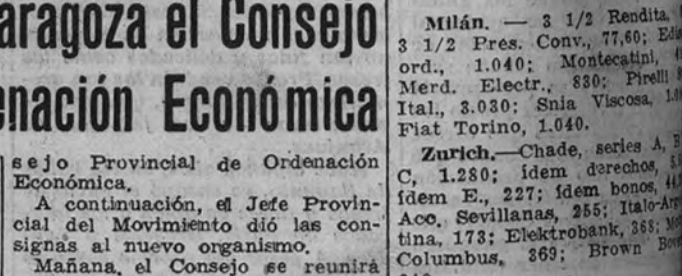 aragoza el Consejo
enación Económica
sejo Provincial de Ordenación
Económica.
A continuación, el Jefe Provin-
cial del Movimiento dió las con-
signas al nuevo organismo.
Mañana, el Consejo se reunirá
Milán. — 3 1/2 Rendita,
3 1/2 Pres. Conv., 77,60;
ord., 1.040; Montecatini,
Merd. Electr., 830; Pirelli
Ital., 3.030; Snia Viscosa,
Fiat Torino, 1.040.
Zurich.—Chade, series A, B
C, 1.280; ídem derechos,
ídem E., 227; ídem bonos,
Acc. Sevillanas, 255; Italo-Ar
tina, 173; Elektrobank, 368;
Columbus, 369; Brown